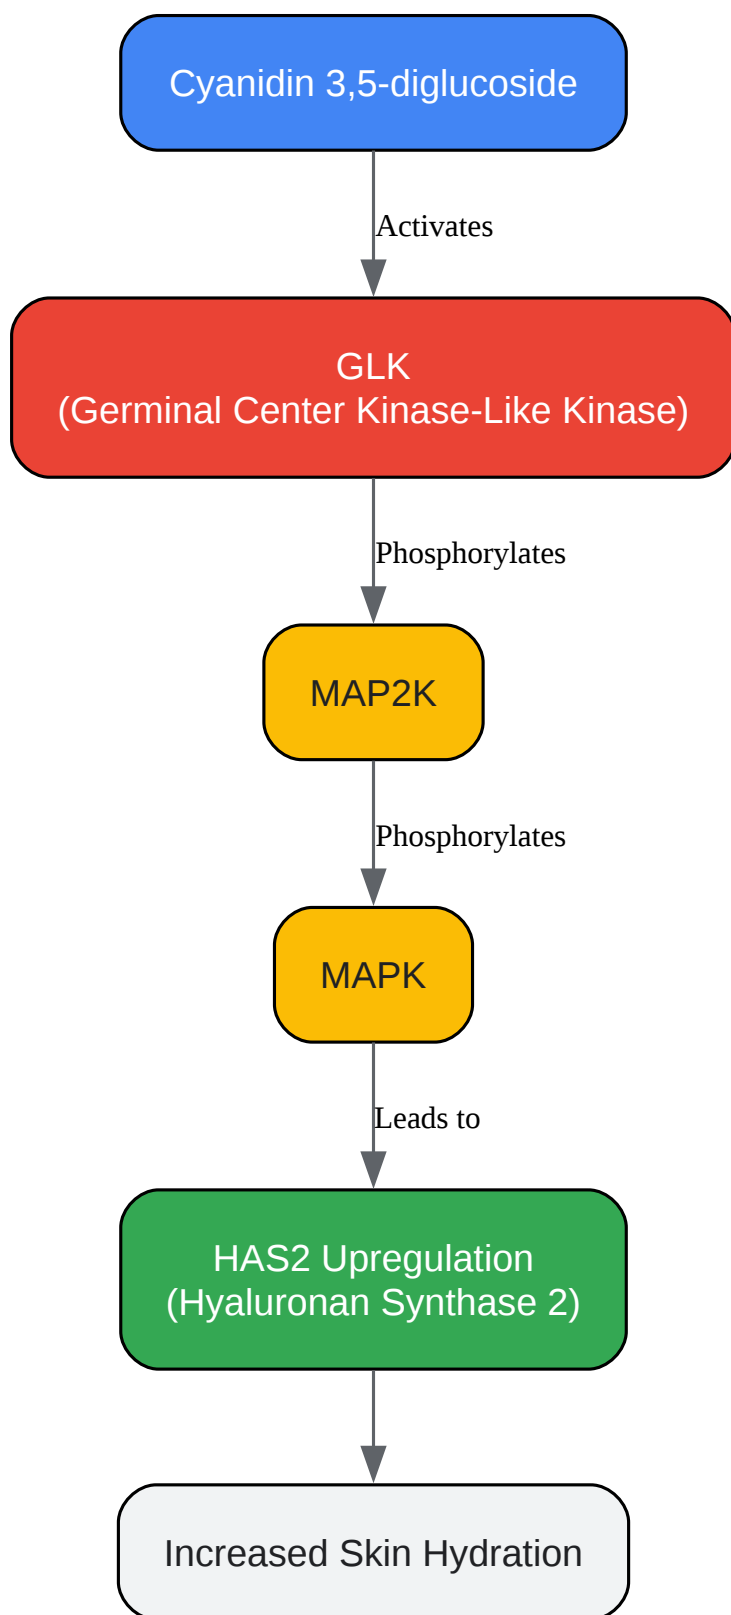 Cyanidin 3,5-diglucoside
Activates
GLK
(Germinal Center Kinase-Like Kinase)
Phosphorylates
MAP2K
Phosphorylates
MAPK
Leads to
HAS2 Upregulation
(Hyaluronan Synthase 2)
Increased Skin Hydration